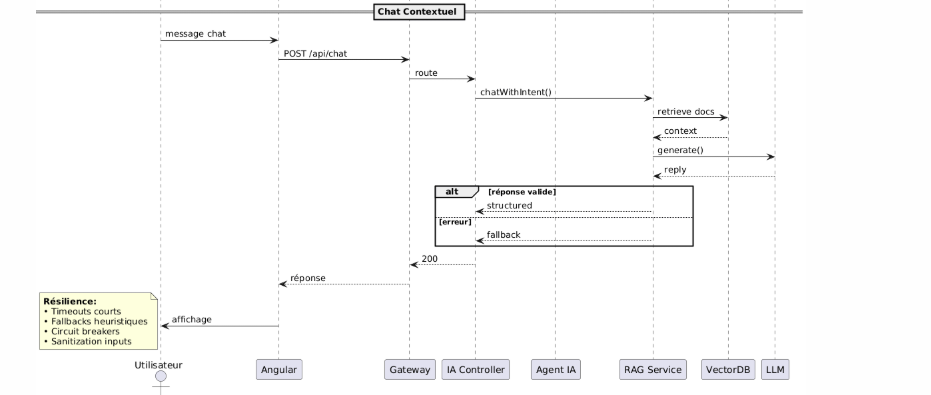 Chat Contextuel
message chat
POST /api/chat
route
chatWithIntent()
retrieve docs
context
generate()
reply
alt [réponse valide]
structured
[erreur]
fallback
200
réponse
Résilience:
• Timeouts courts
• Fallbacks heuristiques
• Circuit breakers
• Sanitization inputs
affichage
Utilisateur
Angular
Gateway
IA Controller
Agent IA
RAG Service
VectorDB
LLM